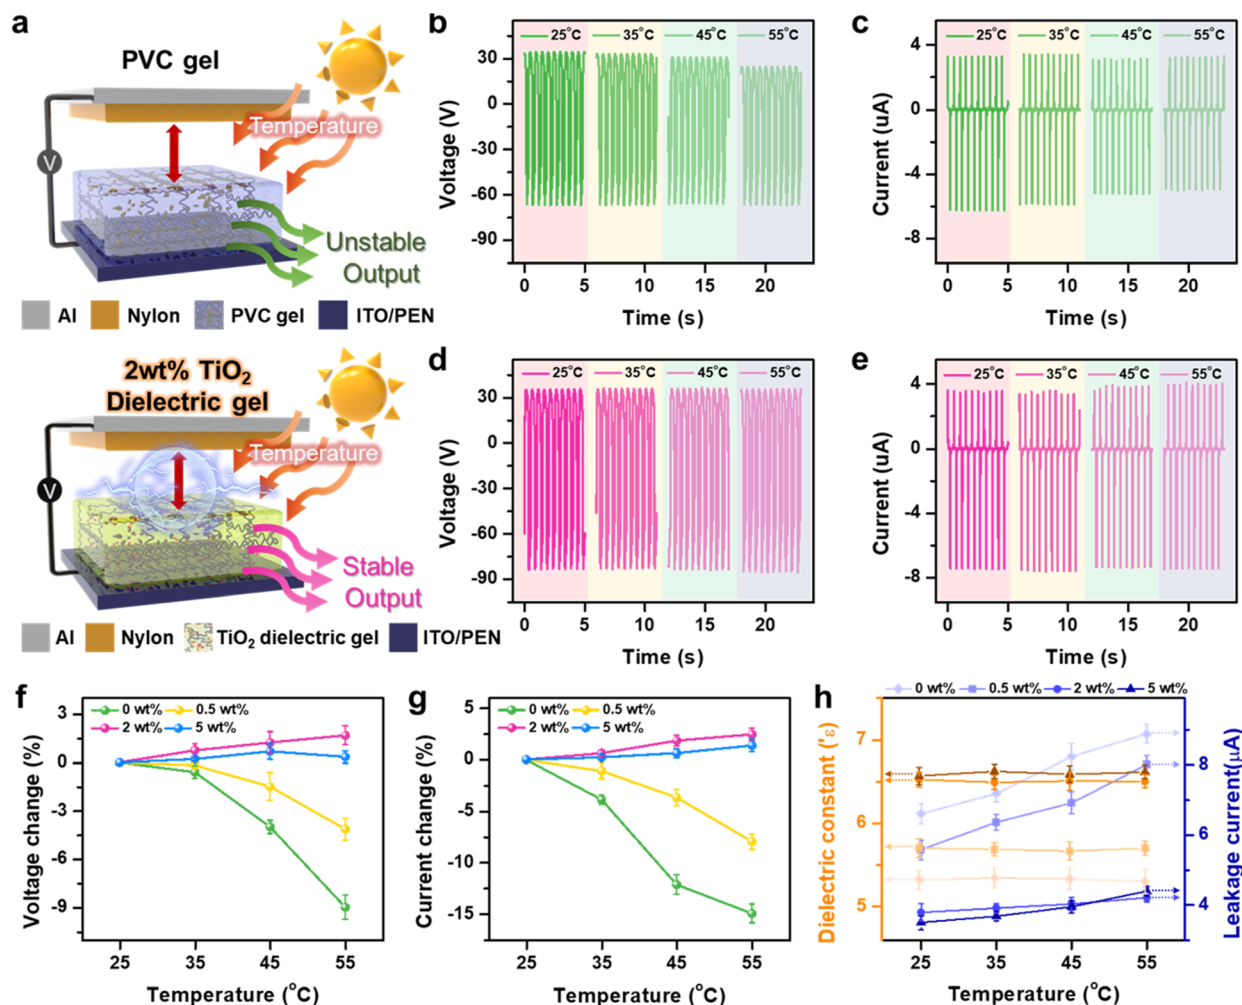 a
PVC gel
Temperature
V
Unstable
Output
Al
Nylon
PVC gel
ITO/PEN
2wt% TiO2
Dielectric gel
Temperature
V
Stable
Output
Al
Nylon
TiO2 dielectric gel
ITO/PEN
b
25°C
35°C
45°C
55°C
Voltage (V)
30
0
-30
-60
-90
0
5
10
15
20
Time (s)
c
25°C
35°C
45°C
55°C
Current (uA)
4
0
-4
-8
0
5
10
15
20
Time (s)
d
25°C
35°C
45°C
55°C
Voltage (V)
30
0
-30
-60
-90
0
5
10
15
20
Time (s)
e
25°C
35°C
45°C
55°C
Current (uA)
4
0
-4
-8
0
5
10
15
20
Time (s)
f
0 wt%
0.5 wt%
2 wt%
5 wt%
Voltage change (%)
3
0
-3
-6
-9
25
35
45
55
Temperature (°C)
g
0 wt%
0.5 wt%
2 wt%
5 wt%
Current change (%)
5
0
-5
-10
-15
25
35
45
55
Temperature (°C)
h
0 wt%
0.5 wt%
2 wt%
5 wt%
Dielectric constant ('ε)
7
6
5
Leakage current(μA)
8
6
4
25
35
45
55
Temperature (°C)